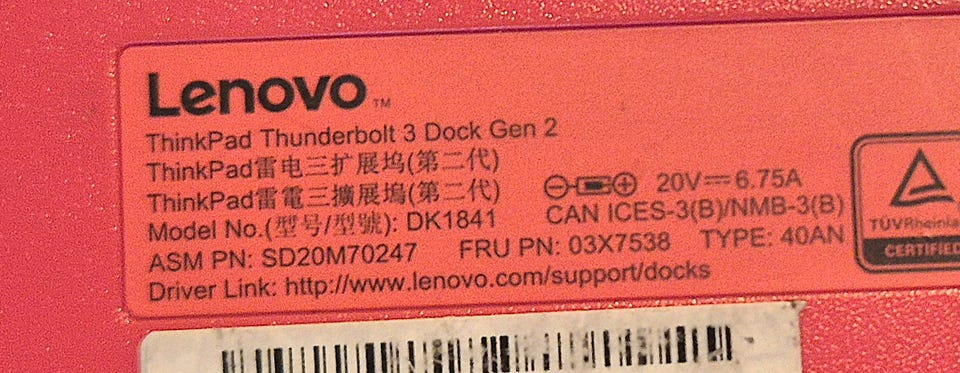 Lenovo™
ThinkPad Thunderbolt 3 Dock Gen 2
ThinkPad雷电三扩展坞(第二代)
ThinkPad雷電三擴展塢(第二代)
20V⎓6.75A
Model No.(型号/型號): DK1841
CAN ICES-3(B)/NMB-3(B)
ASM PN: SD20M70247 FRU PN: 03X7538 TYPE: 40AN
Driver Link: http://www.lenovo.com/support/docks
TÜVRheinla
CERTIFIED